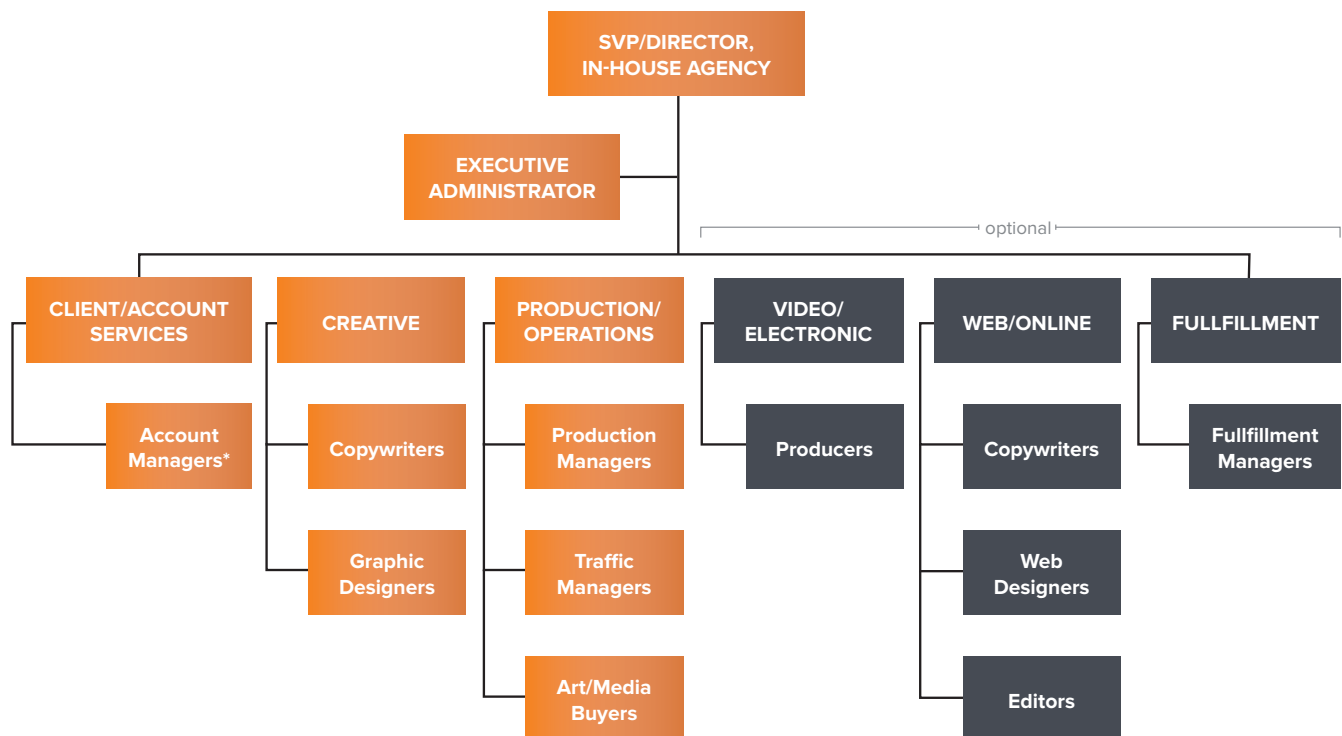 SVP/DIRECTOR,
IN-HOUSE AGENCY
EXECUTIVE
ADMINISTRATOR
optional
CLIENT/ACCOUNT
SERVICES
CREATIVE
PRODUCTION/
OPERATIONS
VIDEO/
ELECTRONIC
WEB/ONLINE
FULLFILLMENT
Account
Managers*
Copywriters
Production
Managers
Producers
Copywriters
Fullfillment
Managers
Graphic
Designers
Traffic
Managers
Web
Designers
Art/Media
Buyers
Editors